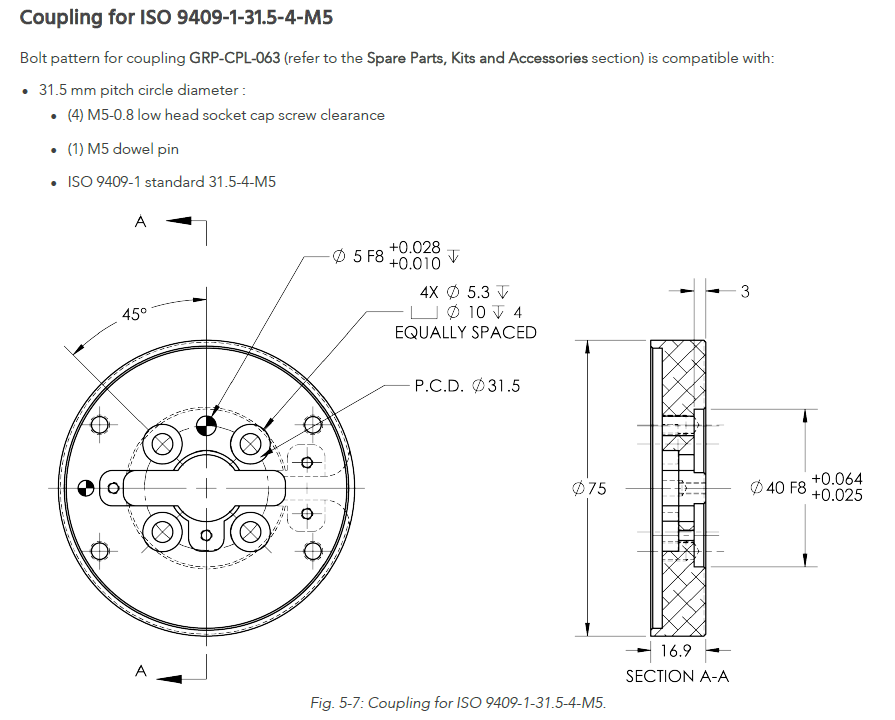 Coupling for ISO 9409-1-31.5-4-M5
Bolt pattern for coupling GRP-CPL-063 (refer to the Spare Parts, Kits and Accessories section) is compatible with:
• 31.5 mm pitch circle diameter :
• (4) M5-0.8 low head socket cap screw clearance
• (1) M5 dowel pin
• ISO 9409-1 standard 31.5-4-M5
A
∅ 5 F8 +0.028 ↧
+0.010
4X ∅ 5.3 ↧
⌴ ∅ 10 ↧ 4
EQUALLY SPACED
45°
P.C.D. ∅31.5
3
∅75
∅40 F8 +0.064
+0.025
A
16.9
SECTION A-A
Fig. 5-7: Coupling for ISO 9409-1-31.5-4-M5.